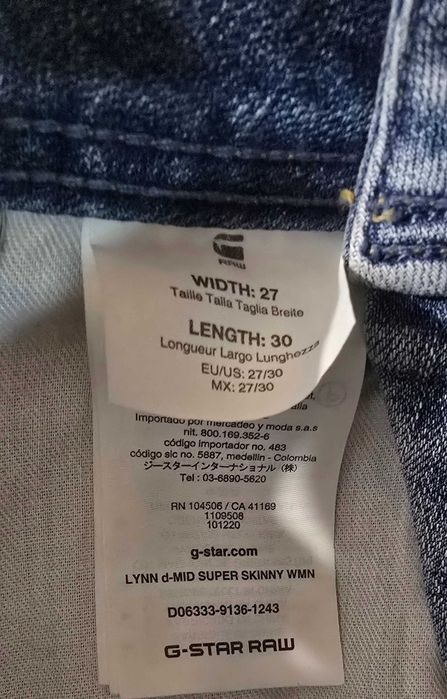 RAW
WIDTH: 27
Taille Talla Taglia Breite
LENGTH: 30
Longueur Largo Lunghezza
EU/US: 27/30
MX: 27/30
Importado por mercadeo y moda s.a.s
nit. 800.169.352-6
código importador no. 483
código sic no. 5887, medellin - Colombia
ジースターインターナショナル (株)
Tel : 03-6890-5620
RN 104506 / CA 41169
1109508
101220
g-star.com
LYNN d-MID SUPER SKINNY WMN
D06333-9136-1243
G-STAR RAW